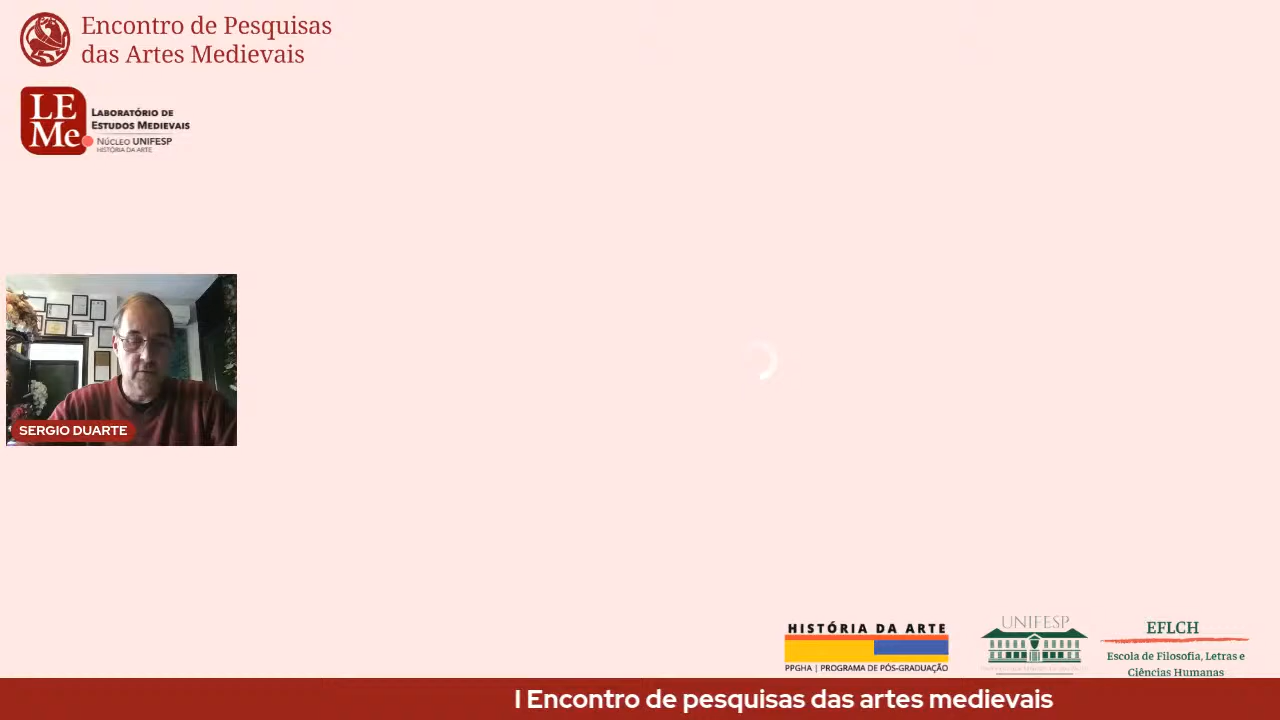 Encontro de Pesquisas
das Artes Medievais
LE
Me
LABORATÓRIO DE
ESTUDOS MEDIEVAIS
NÚCLEO UNIFESP
HISTÓRIA DA ARTE
SERGIO DUARTE
HISTÓRIA DA ARTE
PPGHA | PROGRAMA DE PÓS-GRADUAÇÃO
UNIFESP
EFLCH
Escola de Filosofia, Letras e
Ciências Humanas
I Encontro de pesquisas das artes medievais